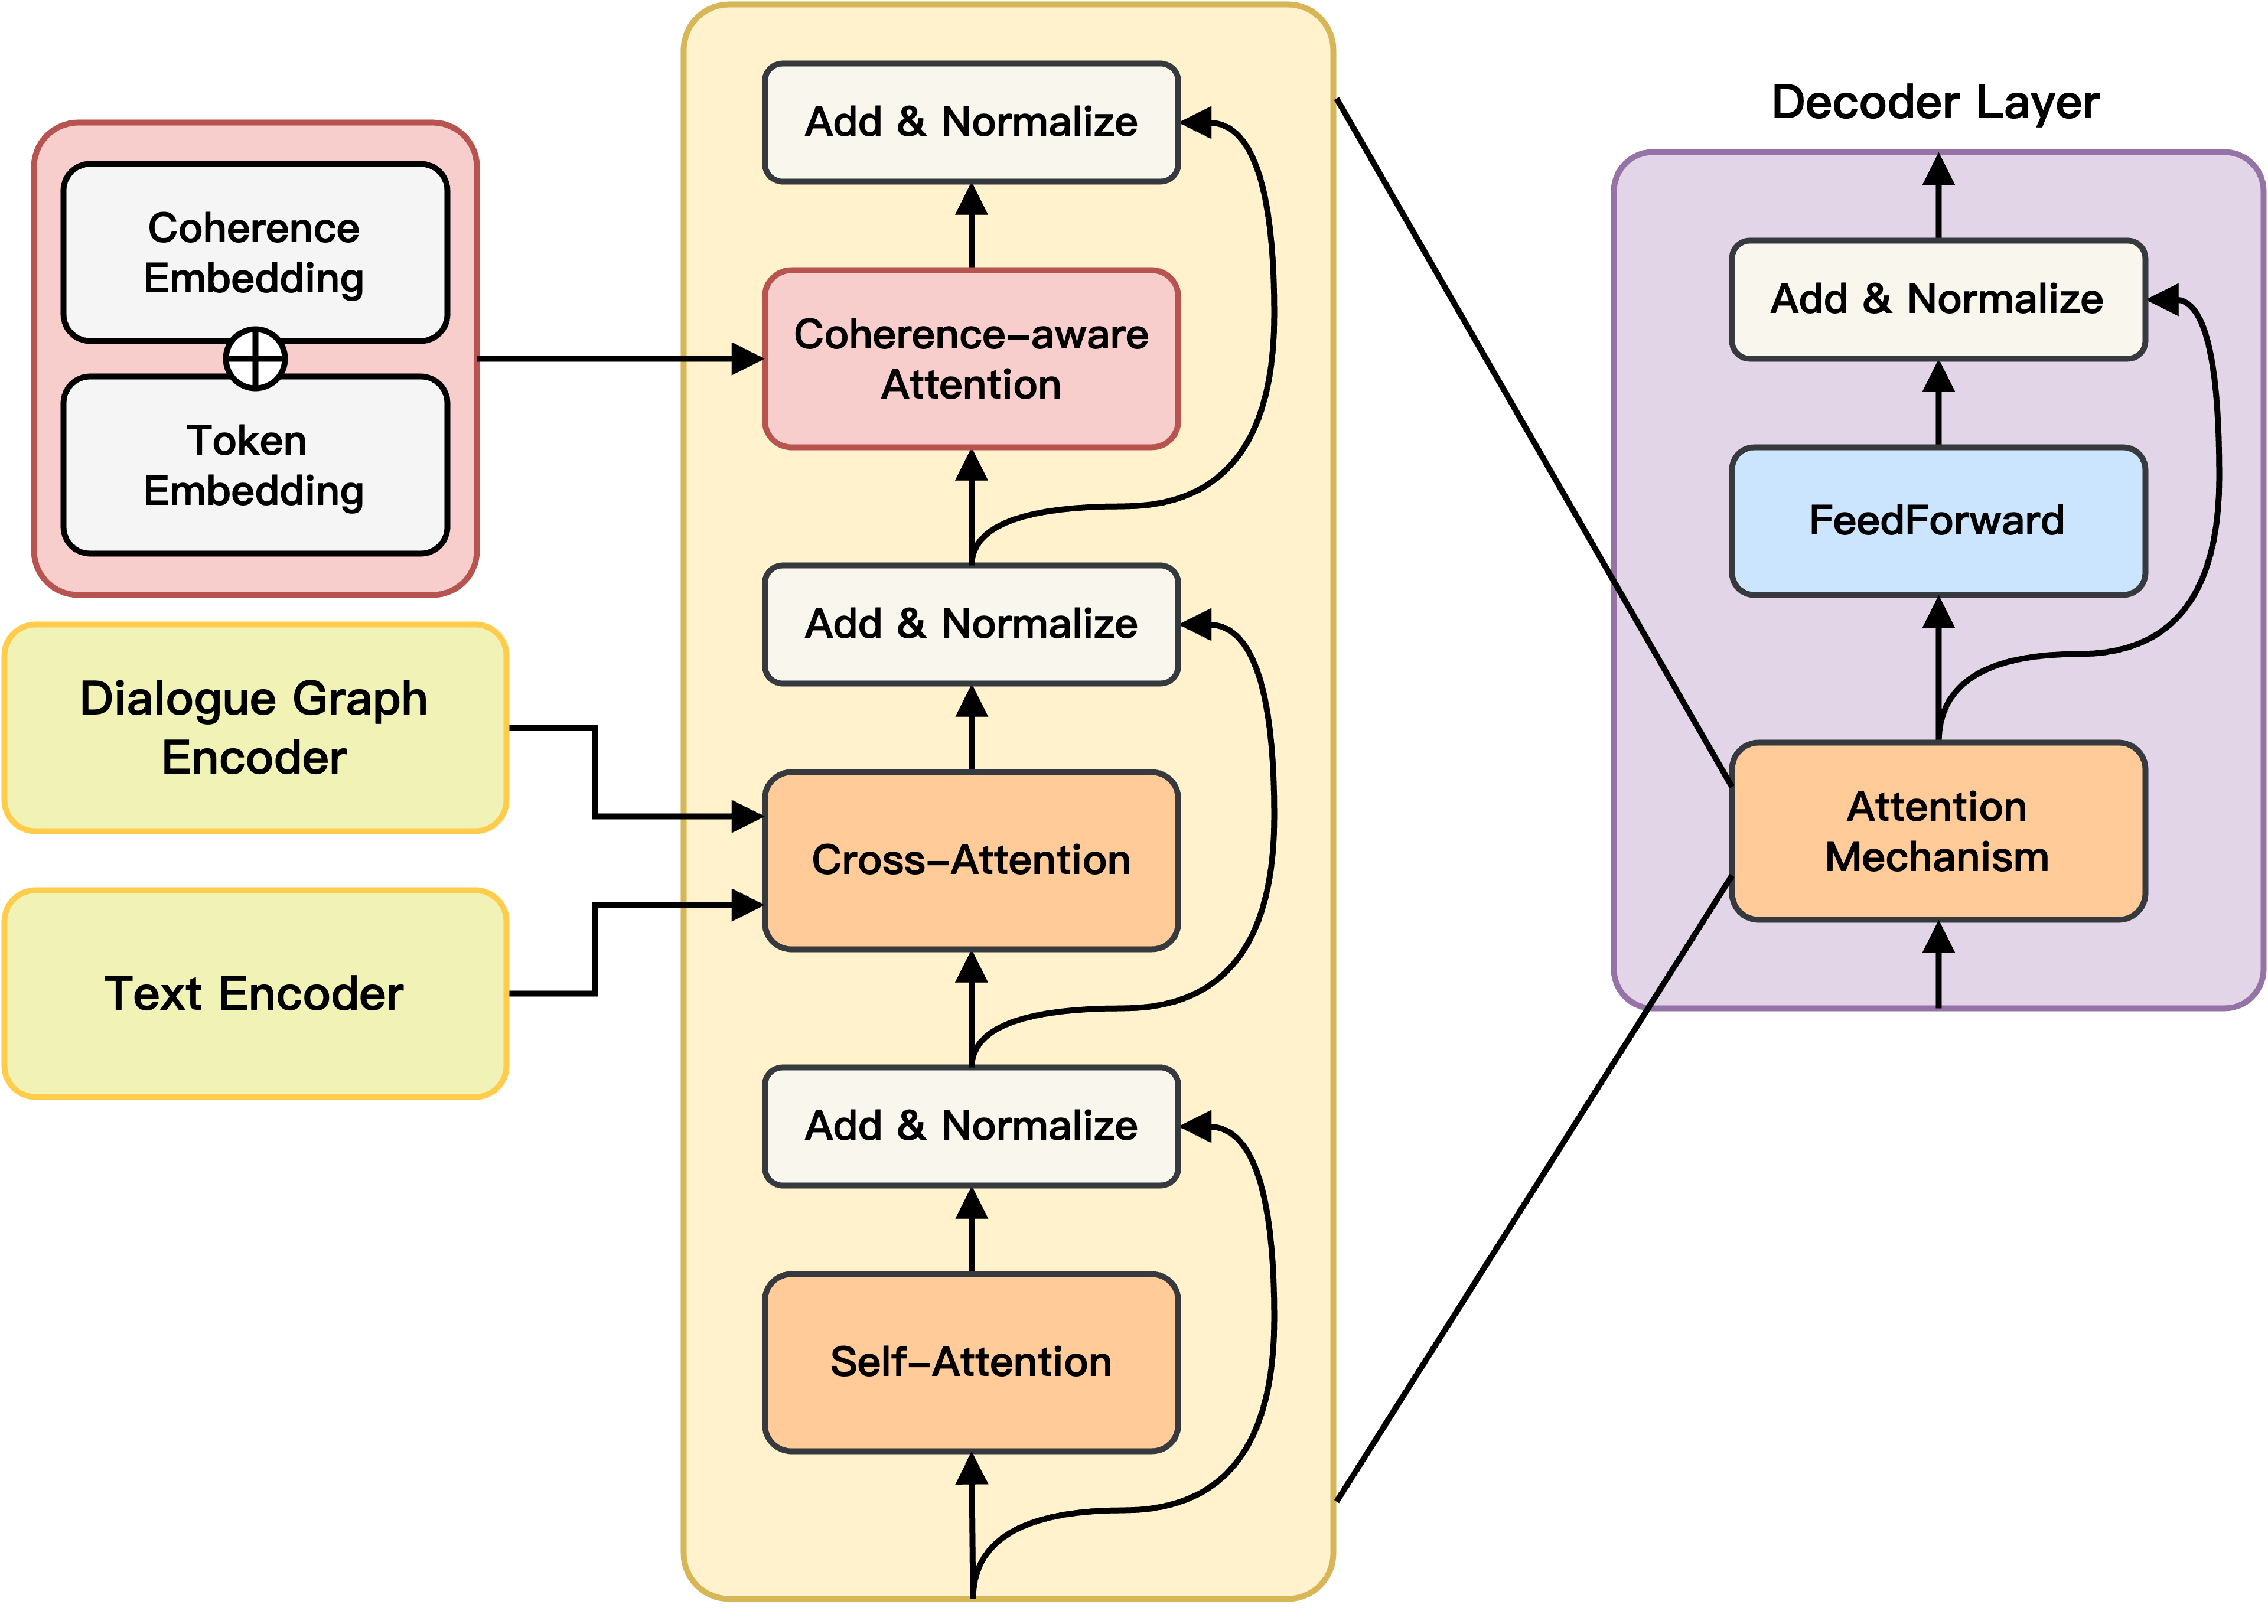 Coherence
Embedding
Token
Embedding
Dialogue Graph
Encoder
Text Encoder
Add & Normalize
Coherence-aware
Attention
Add & Normalize
Cross-Attention
Add & Normalize
Self-Attention
Decoder Layer
Add & Normalize
FeedForward
Attention
Mechanism